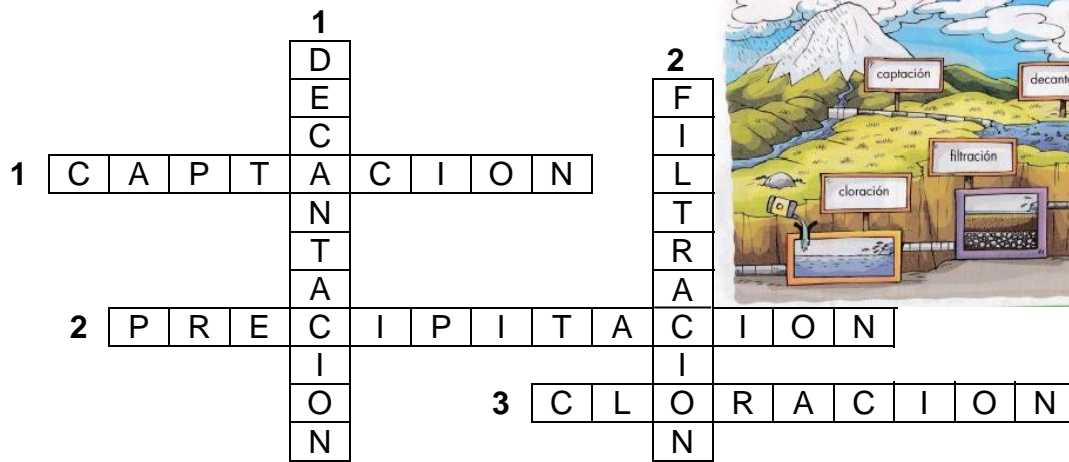 1
DECANTACION
2
FILTRACION
1 CAPTACION
2 PRECIPITACION
3 CLORACION
captación
filtración
cloración